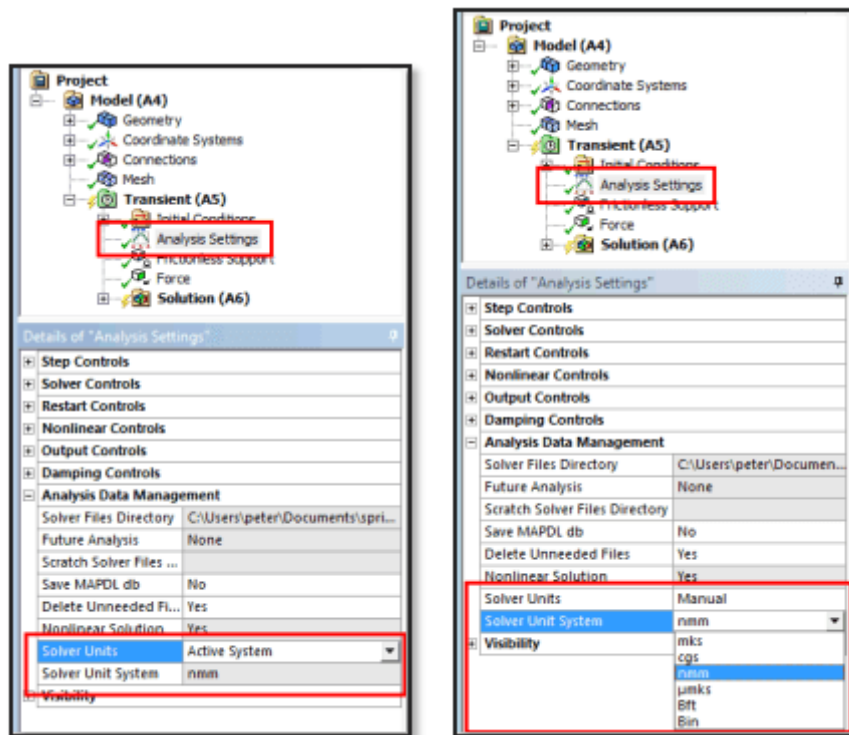 Project
Model (A4)
Geometry
Coordinate Systems
Connections
Mesh
Transient (A5)
Initial Conditions
Analysis Settings
Frictionless Support
Force
Solution (A6)
Details of "Analysis Settings"
Step Controls
Solver Controls
Restart Controls
Nonlinear Controls
Output Controls
Damping Controls
Analysis Data Management
Solver Files Directory C:\Users\peter\Documents\spri...
Future Analysis None
Scratch Solver Files ...
Save MAPDL db No
Delete Unneeded Fi... Yes
Nonlinear Solution Yes
Solver Units Active System
Solver Unit System nmm
Visibility
Project
Model (A4)
Geometry
Coordinate Systems
Connections
Mesh
Transient (A5)
Initial Conditions
Analysis Settings
Frictionless Support
Force
Solution (A6)
Details of "Analysis Settings"
Step Controls
Solver Controls
Restart Controls
Nonlinear Controls
Output Controls
Damping Controls
Analysis Data Management
Solver Files Directory C:\Users\peter\Documen...
Future Analysis None
Scratch Solver Files Directory
Save MAPDL db No
Delete Unneeded Files Yes
Nonlinear Solution Yes
Solver Units Manual
Solver Unit System nmm
Visibility mks
cgs
nmm
µmks
Bft
Bin